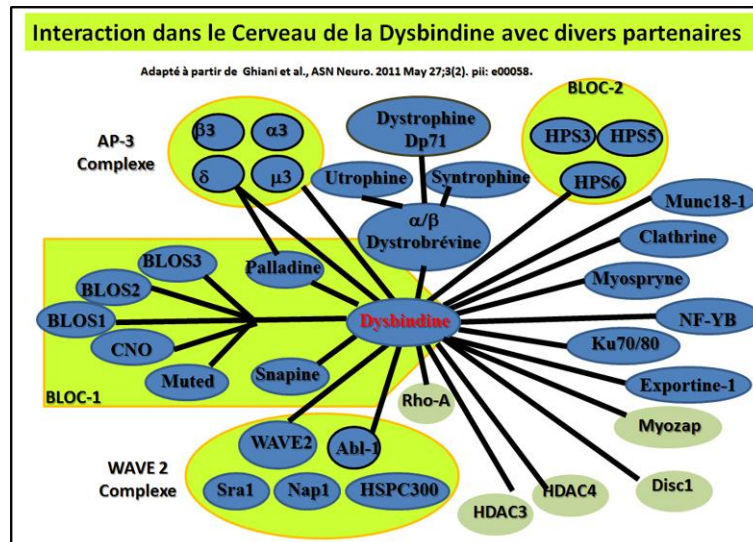 Interaction dans le Cerveau de la Dysbindine avec divers partenaires
Adapté à partir de Ghiani et al., ASN Neuro. 2011 May 27;3(2). pii: e00058.
AP-3
Complexe
β3
α3
δ
μ3
Dystrophine
Dp71
Utrophine
Syntrophine
α/β
Dystrobrévine
BLOC-2
HPS3
HPS5
HPS6
Munc18-1
Clathrine
Myospryne
NF-YB
Ku70/80
Exportine-1
Myozap
Disc1
HDAC4
HDAC3
Rho-A
Dysbindine
Palladine
BLOS3
BLOS2
BLOS1
CNO
Muted
Snapine
BLOC-1
WAVE 2
Complexe
WAVE2
Abl-1
Sra1
Nap1
HSPC300